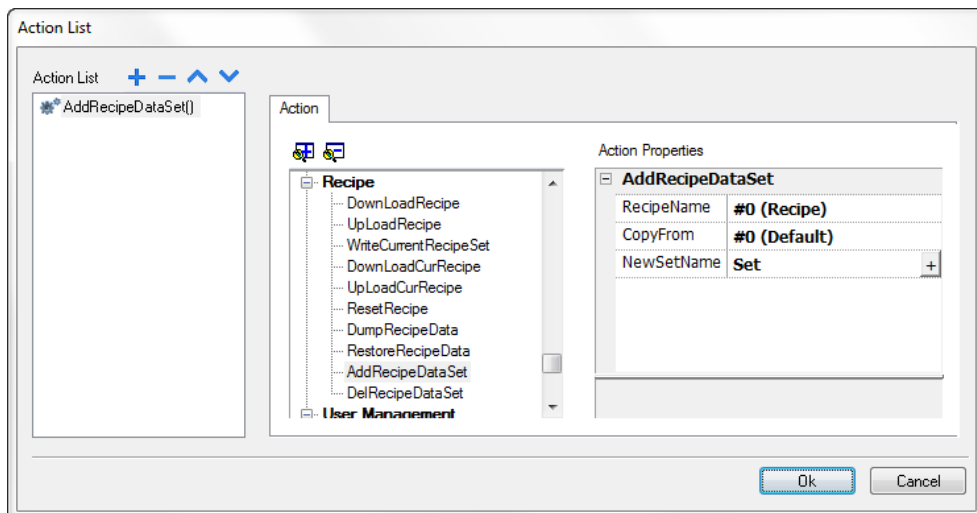 Action List
Action List
AddRecipeDataSet()
Action
Recipe
DownLoadRecipe
UpLoadRecipe
WriteCurrentRecipeSet
DownLoadCurRecipe
UpLoadCurRecipe
ResetRecipe
DumpRecipeData
RestoreRecipeData
AddRecipeDataSet
DelRecipeDataSet
User Management
Action Properties
AddRecipeDataSet
RecipeName #0 (Recipe)
CopyFrom #0 (Default)
NewSetName Set +
Ok Cancel